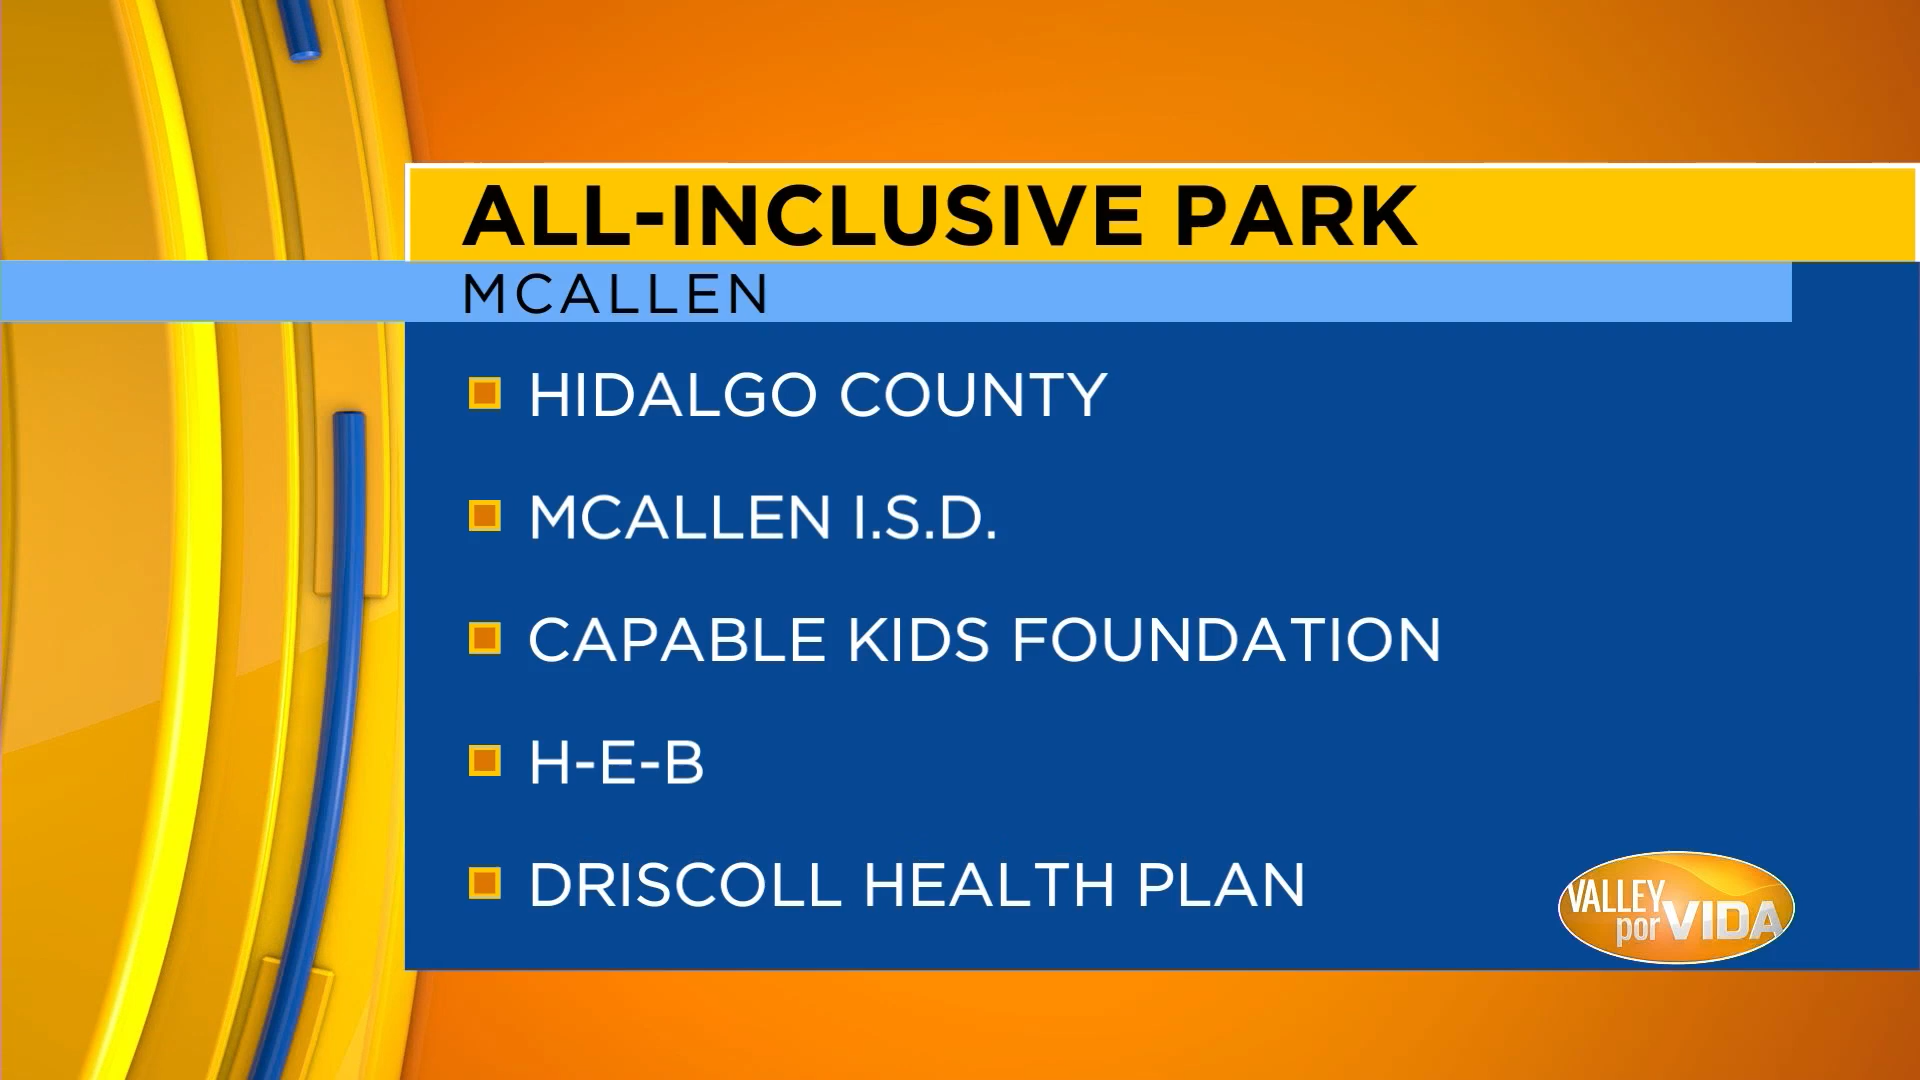 ALL-INCLUSIVE PARK
MCALLEN
HIDALGO COUNTY
MCALLEN I.S.D.
CAPABLE KIDS FOUNDATION
H-E-B
DRISCOLL HEALTH PLAN
VALLEY
por VIDA